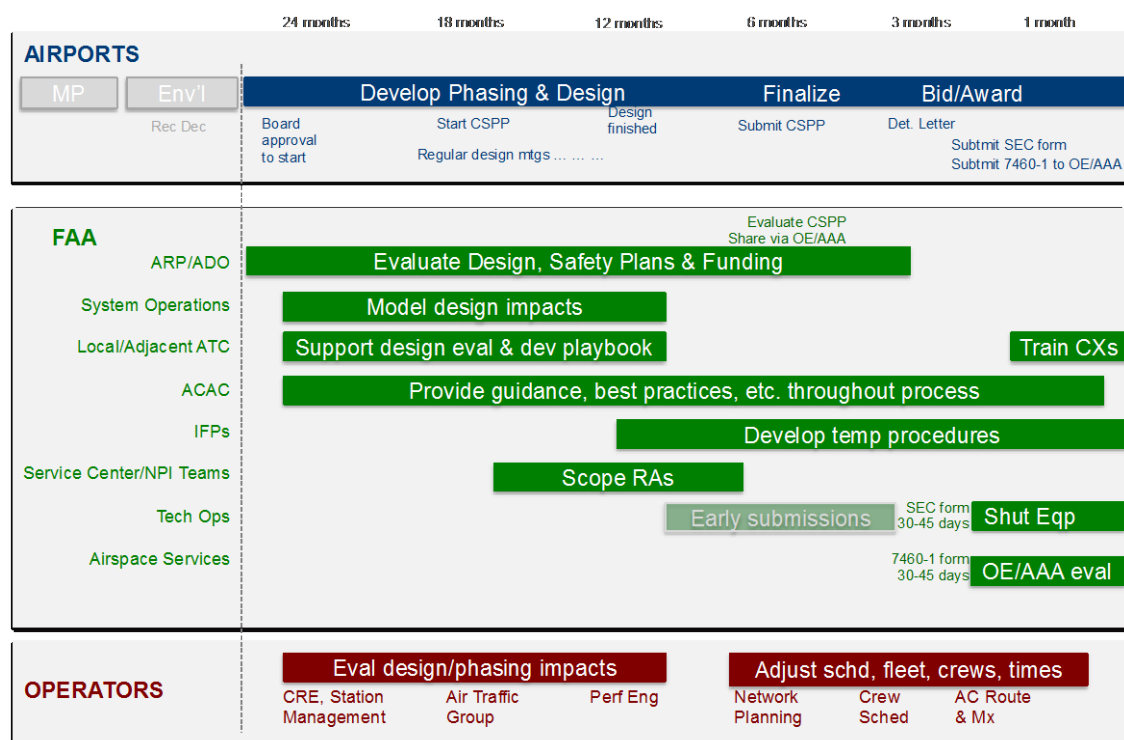 24 months 18 months 12 months 6 months 3 months 1 month
AIRPORTS
MP Env'l Develop Phasing & Design Finalize Bid/Award
Rec Dec
Board
approval
to start
Start CSPP
Regular design mtgs ... ... ...
Design
finished
Submit CSPP
Det. Letter
Subtmit SEC form
Subtmit 7460-1 to OE/AAA
FAA
Evaluate CSPP
Share via OE/AAA
ARP/ADO Evaluate Design, Safety Plans & Funding
System Operations Model design impacts
Local/Adjacent ATC Support design eval & dev playbook Train CXs
ACAC Provide guidance, best practices, etc. throughout process
IFPs Develop temp procedures
Service Center/NPI Teams Scope RAs
Tech Ops Early submissions
SEC form
30-45 days
Shut Eqp
Airspace Services
7460-1 form
30-45 days
OE/AAA eval
OPERATORS
Eval design/phasing impacts Adjust schd, fleet, crews, times
CRE, Station
Management
Air Traffic
Group
Perf Eng
Network
Planning
Crew
Sched
AC Route
& Mx